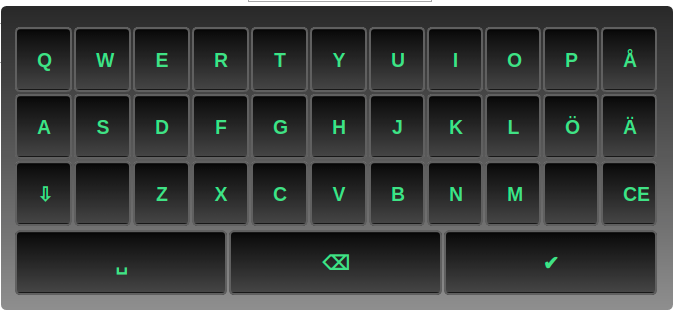 Q W E R T Y U I O P Å
A S D F G H J K L Ö Ä
⇩ Z X C V B N M CE
␣ ⌫ ✔